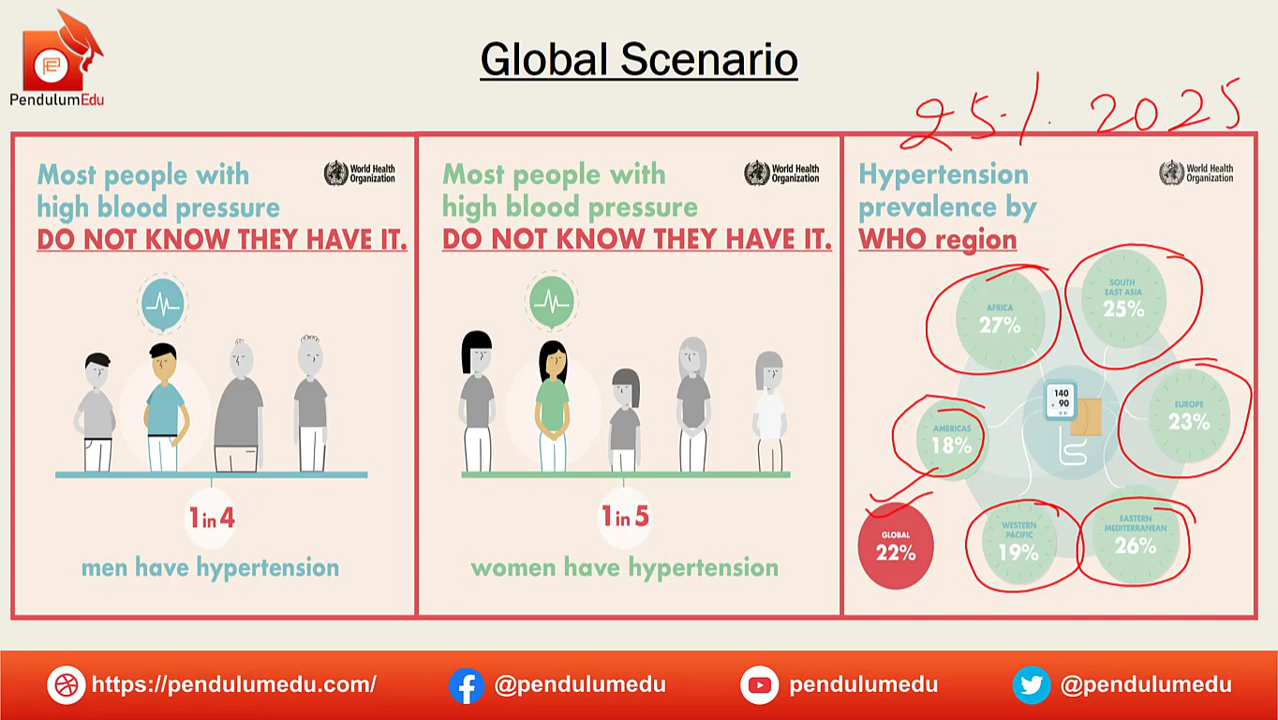 Global Scenario
PendulumEdu
25% 2025
Most people with
high blood pressure
DO NOT KNOW THEY HAVE IT.
World Health
Organization
1 in 4
men have hypertension
Most people with
high blood pressure
DO NOT KNOW THEY HAVE IT.
World Health
Organization
1 in 5
women have hypertension
Hypertension
prevalence by
WHO region
World Health
Organization
AFRICA
27%
SOUTH
EAST ASIA
25%
140
90
EUROPE
23%
AMERICAS
18%
GLOBAL
22%
WESTERN
PACIFIC
19%
EASTERN
MEDITERRANEAN
26%
https://pendulumedu.com/
@pendulumedu
pendulumedu
@pendulumedu